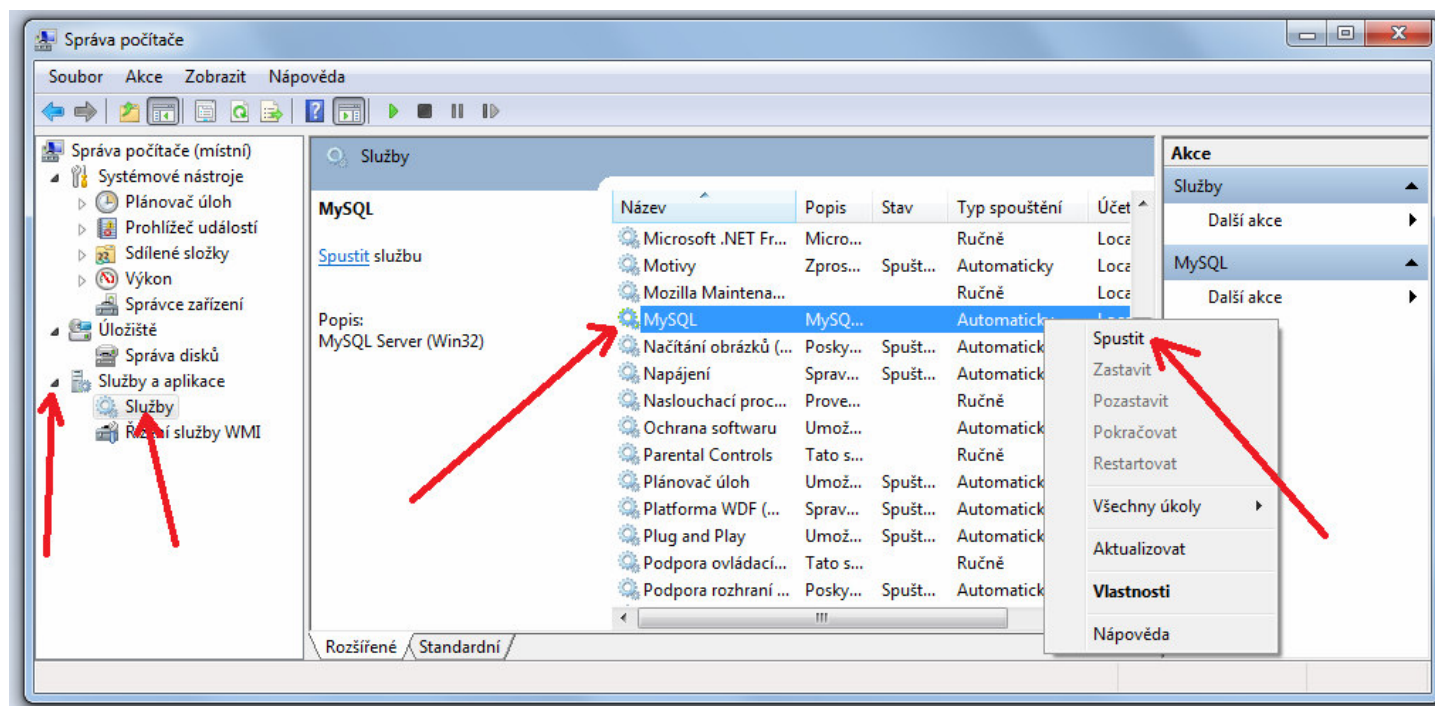 Správa počítače
Soubor Akce Zobrazit Nápověda
Správa počítače (místní)
Systémové nástroje
Plánovač úloh
Prohlížeč událostí
Sdílené složky
Výkon
Správce zařízení
Úložiště
Správa disků
Služby a aplikace
Služby
Řízení služby WMI
Služby
MySQL
Spustit službu
Popis:
MySQL Server (Win32)
Název Popis Stav Typ spouštění Účet
Microsoft .NET Fr... Micro... Ručně Loca
Motivy Zpros... Spušt... Automaticky Loca
Mozilla Maintena... Ručně Loca
MySQL MySQ... Automaticky
Načítání obrázků (... Posky... Spušt... Automatick
Napájení Sprav... Spušt... Automatick
Naslouchací proc... Prove... Ručně
Ochrana softwaru Umož... Automatick
Parental Controls Tato s... Ručně
Plánovač úloh Umož... Spušt... Automatick
Platforma WDF (... Sprav... Spušt... Automatick
Plug and Play Umož... Spušt... Automatick
Podpora ovládací... Tato s... Ručně
Podpora rozhraní ... Posky... Spušt... Automatick
Rozšířené Standardní
Akce
Služby
Další akce
MySQL
Další akce
Spustit
Zastavit
Pozastavit
Pokračovat
Restartovat
Všechny úkoly
Aktualizovat
Vlastnosti
Nápověda